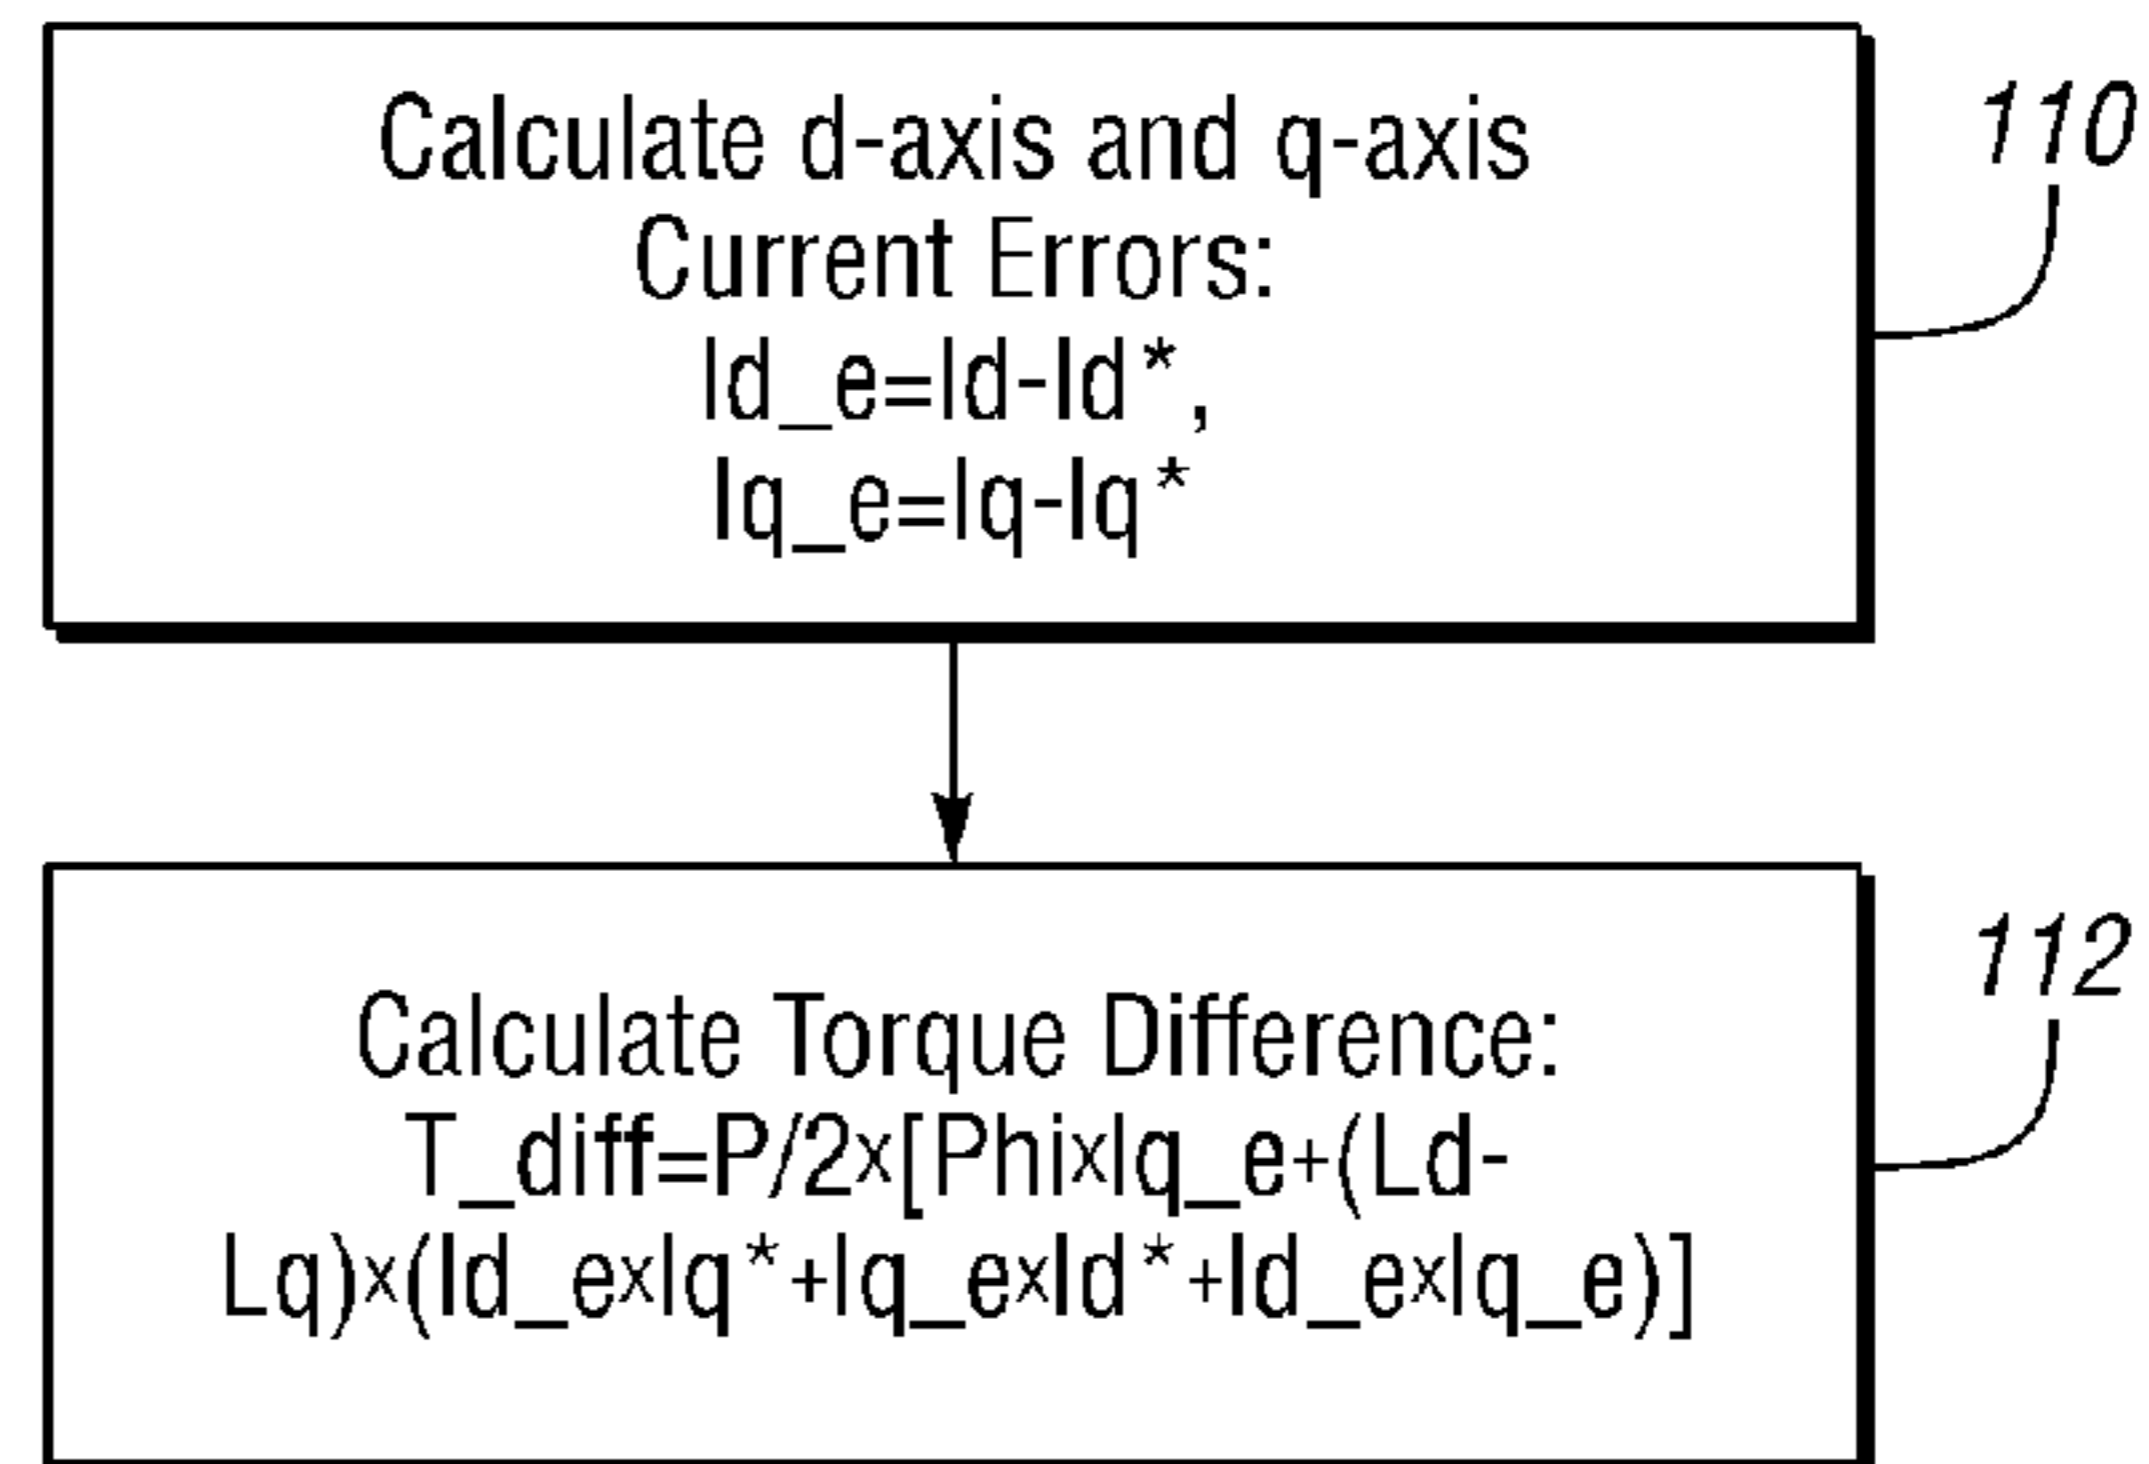 Calculate d-axis and q-axis
Current Errors:
Id_e=Id-Id*,
Iq_e=Iq-Iq*
110
Calculate Torque Difference:
T_diff=P/2×[Phi×Iq_e+(Ld-
Lq)×(Id_e×Iq*+Iq_e×Id*+Id_e×Iq_e)]
112